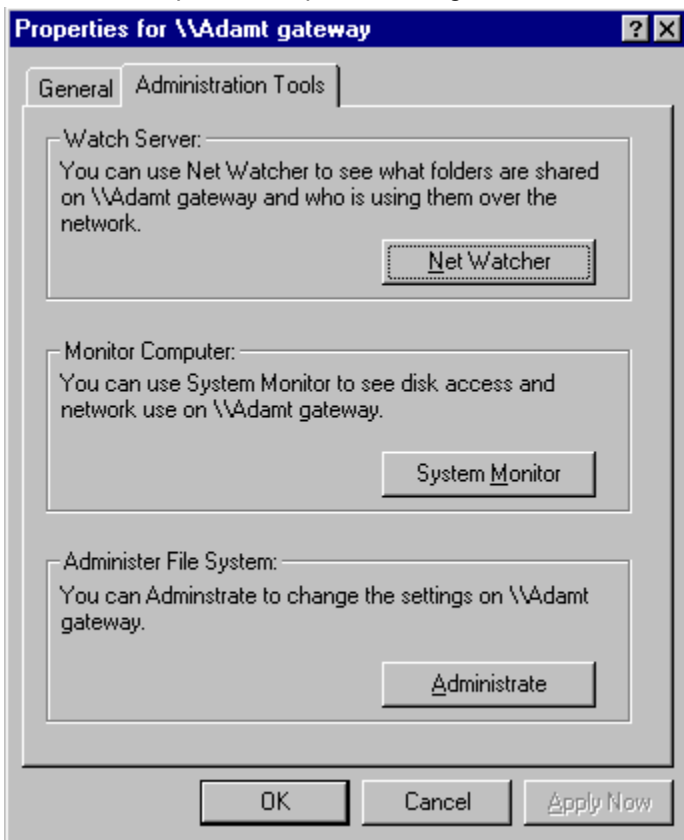 Properties for \\Adamt gateway
General Administration Tools
Watch Server:
You can use Net Watcher to see what folders are shared
on \\Adamt gateway and who is using them over the
network.
Net Watcher
Monitor Computer:
You can use System Monitor to see disk access and
network use on \\Adamt gateway.
System Monitor
Administer File System:
You can Adminstrate to change the settings on \\Adamt
gateway.
Administrate
OK Cancel Apply Now